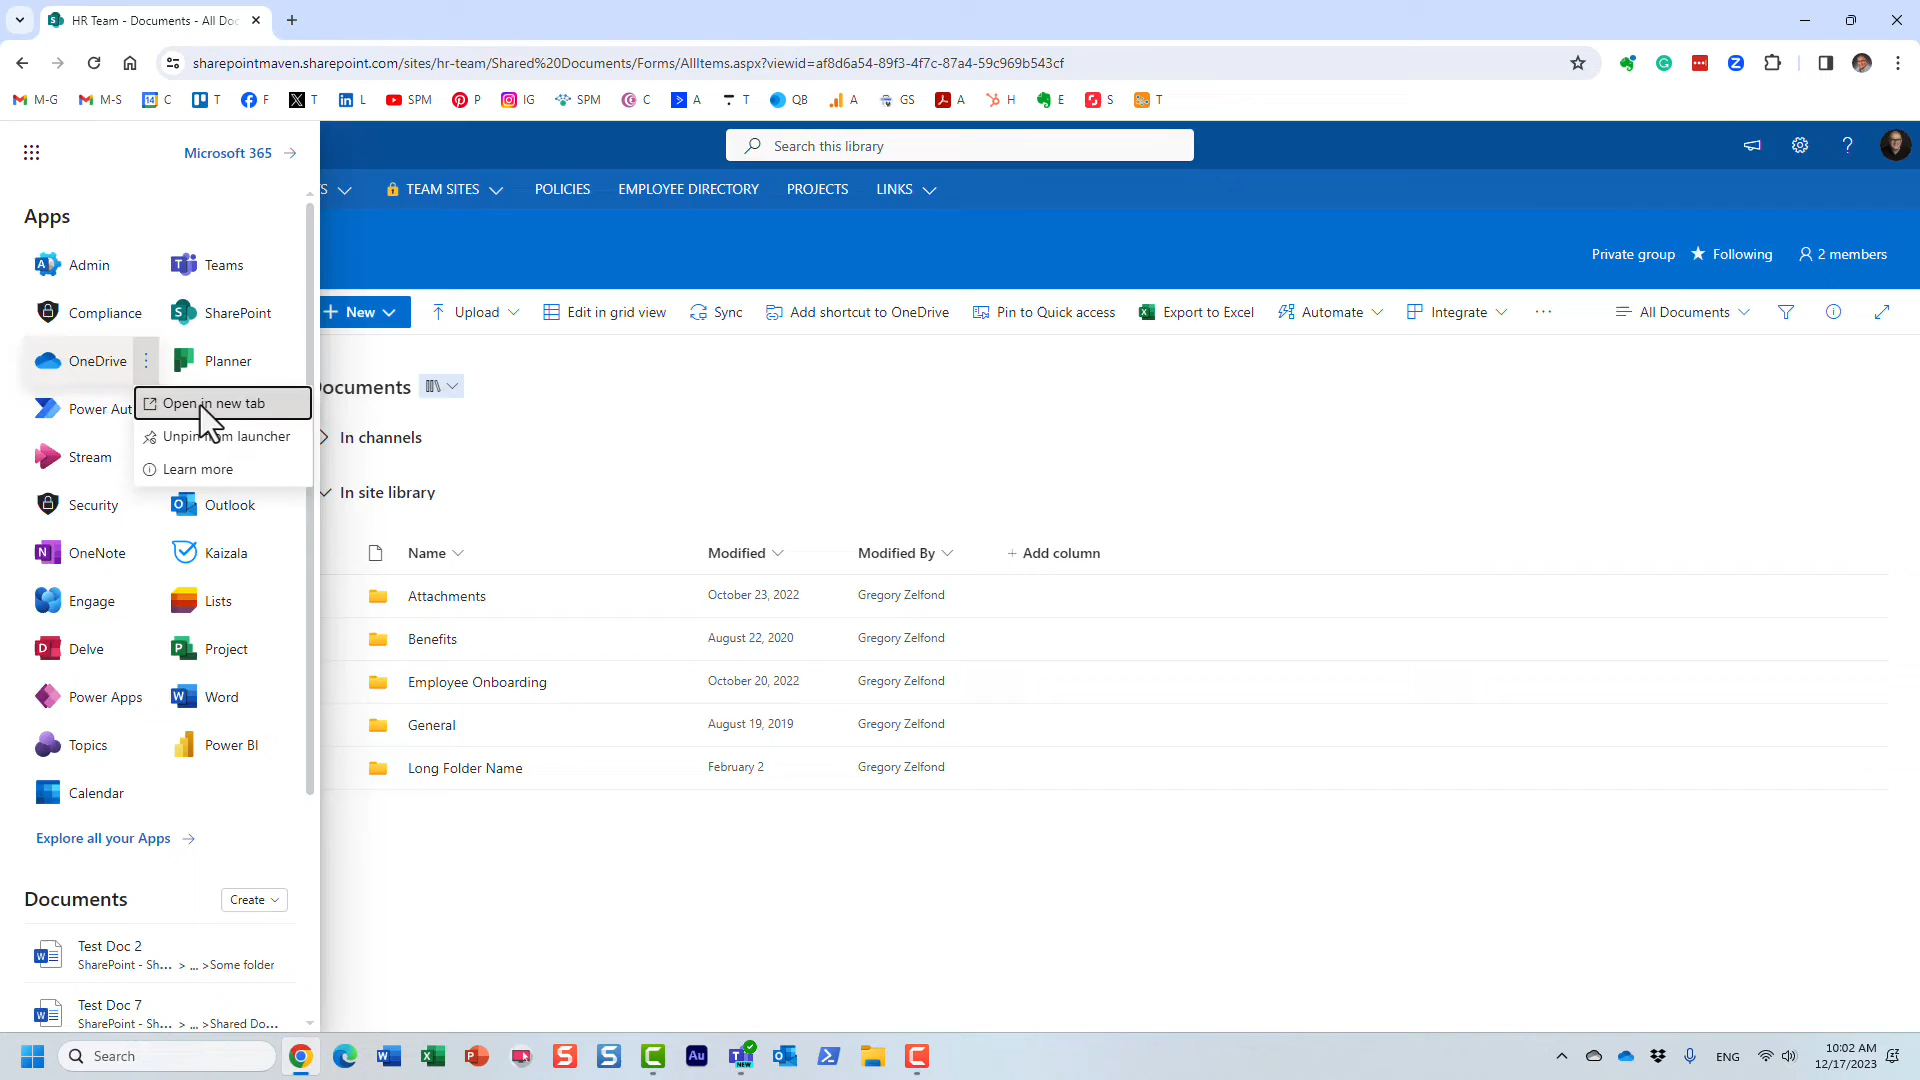 HR Team - Documents - All Doc
sharepointmaven.sharepoint.com/sites/hr-team/Shared%20Documents/Forms/AllItems.aspx?viewid=af8d6a54-89f3-4f7c-87a4-59c969b543cf
M-G M-S C T F T L SPM P IG SPM C A T QB A GS A H E S T
Microsoft 365
Search this library
S TEAM SITES POLICIES EMPLOYEE DIRECTORY PROJECTS LINKS
Apps
Private group Following 2 members
Admin Teams
Compliance SharePoint
New Upload Edit in grid view Sync Add shortcut to OneDrive Pin to Quick access Export to Excel Automate Integrate ... All Documents
OneDrive Planner
ocuments
Power Aut
Open in new tab
Unpin from launcher
Learn more
In channels
Stream
In site library
Security Outlook
OneNote Kaizala
Name Modified Modified By + Add column
Engage Lists
Attachments October 23, 2022 Gregory Zelfond
Delve Project
Benefits August 22, 2020 Gregory Zelfond
Power Apps Word
Employee Onboarding October 20, 2022 Gregory Zelfond
Topics Power BI
General August 19, 2019 Gregory Zelfond
Calendar
Long Folder Name February 2 Gregory Zelfond
Explore all your Apps
Documents Create
Test Doc 2
SharePoint - Sh... > ... >Some folder
Test Doc 7
SharePoint - Sh... > ... >Shared Do...
Search
ENG
10:02 AM
12/17/2023